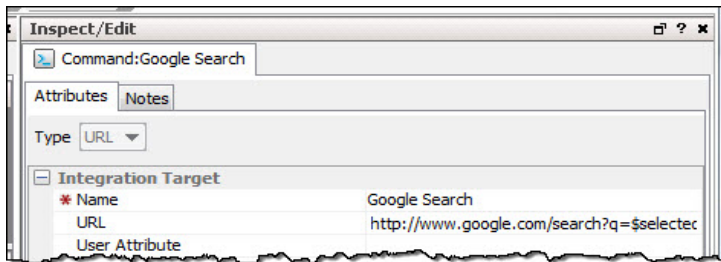 Inspect/Edit
Command:Google Search
Attributes Notes
Type URL
Integration Target
* Name Google Search
URL http://www.google.com/search?q=$selected
User Attribute